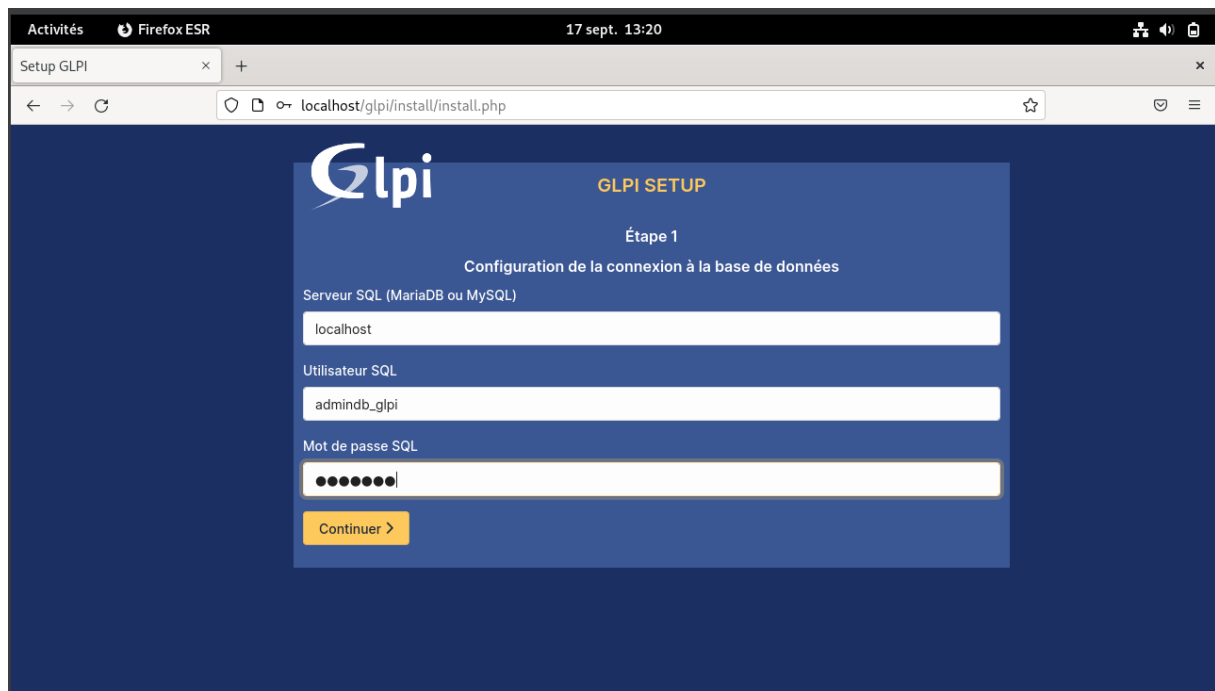 Activités Firefox ESR 17 sept. 13:20
Setup GLPI
localhost/glpi/install/install.php
Glpi
GLPI SETUP
Étape 1
Configuration de la connexion à la base de données
Serveur SQL (MariaDB ou MySQL)
localhost
Utilisateur SQL
admindb_glpi
Mot de passe SQL
●●●●●●●
Continuer >